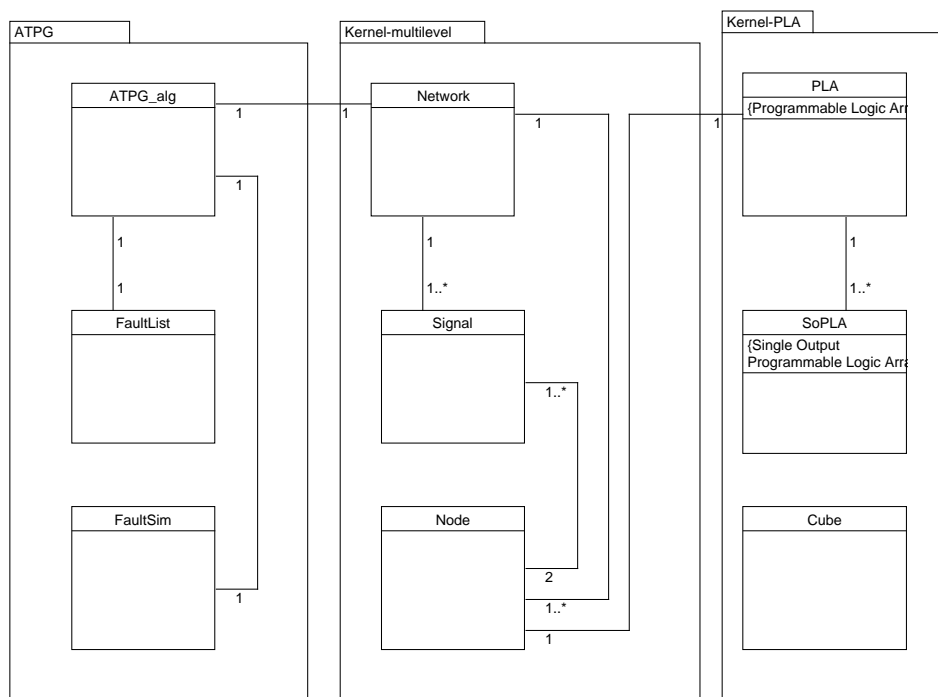 ATPG
Kernel-multilevel
Kernel-PLA
ATPG_alg
1
1
Network
1
1
PLA
{Programmable Logic Arr
1
1
1
1
1
1..*
1..*
FaultList
Signal
SoPLA
{Single Output
Programmable Logic Arra
1..*
FaultSim
Node
Cube
2
1
1..*
1